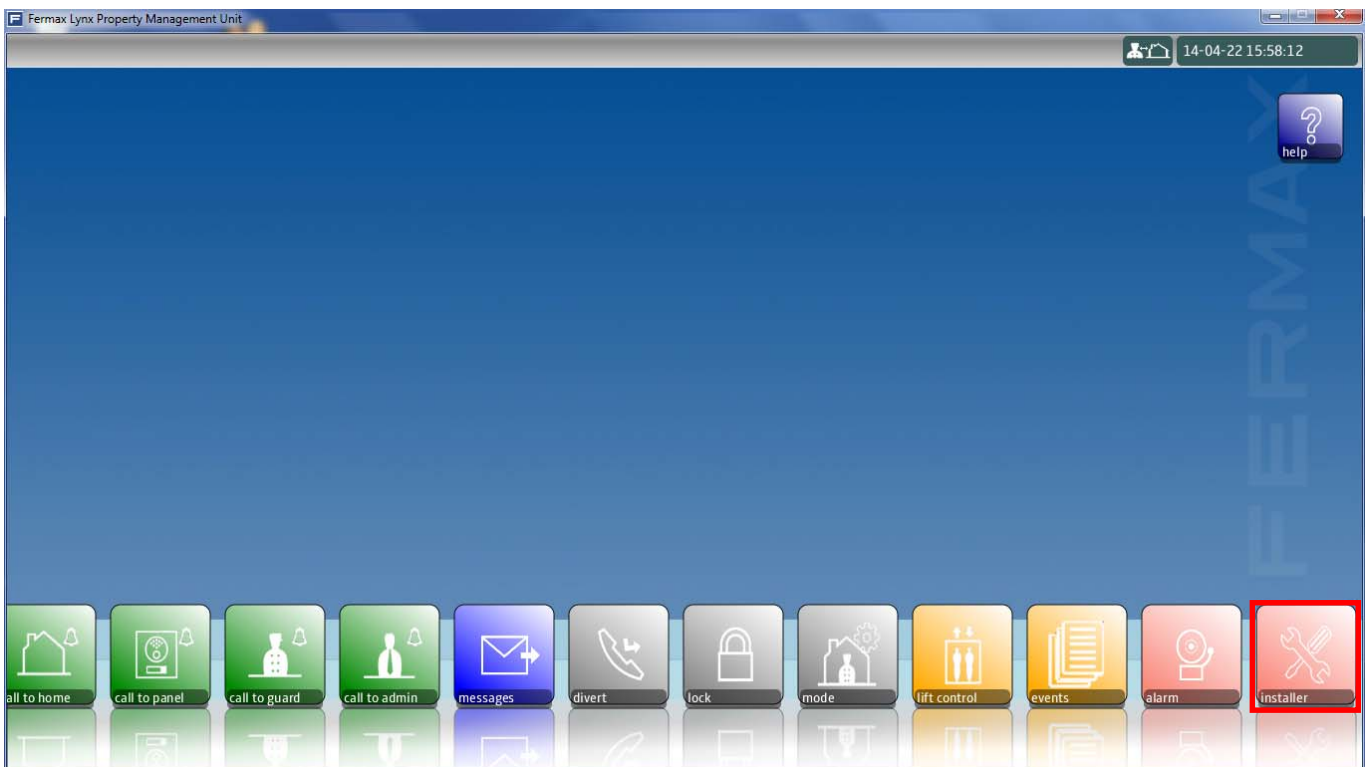 Fermax Lynx Property Management Unit
14-04-22 15:58:12
help
FERMAX
all to home
call to panel
call to guard
call to admin
messages
divert
lock
mode
lift control
events
alarm
installer